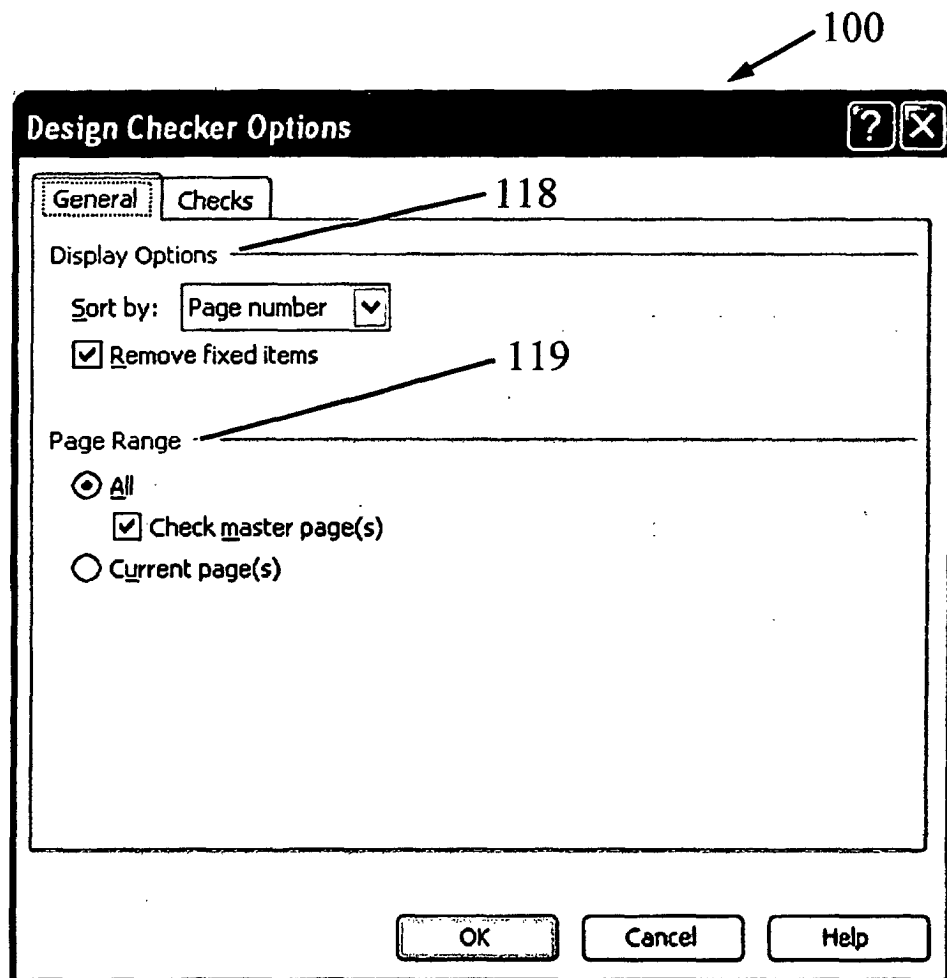 100
Design Checker Options ? X
General Checks
118
Display Options
Sort by: Page number
Remove fixed items
119
Page Range
All
Check master page(s)
Current page(s)
OK Cancel Help